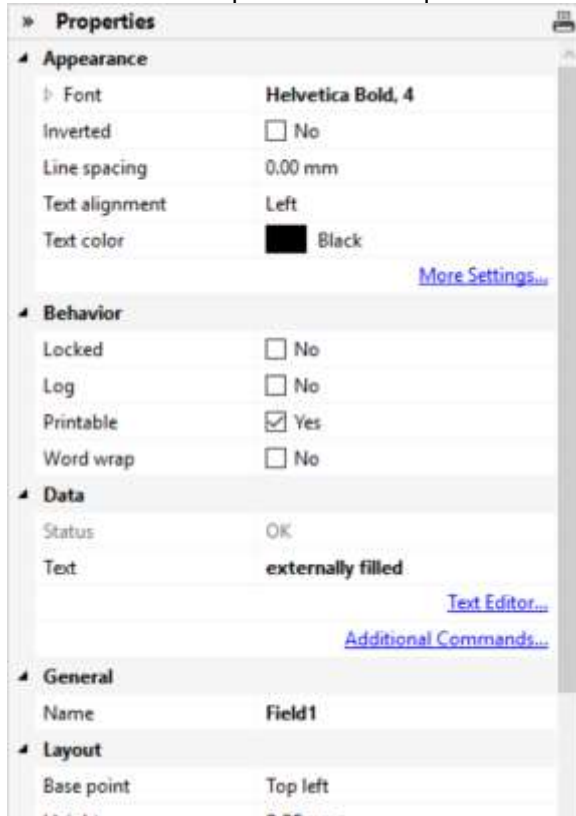 » Properties
Appearance
Font Helvetica Bold, 4
Inverted No
Line spacing 0.00 mm
Text alignment Left
Text color Black
More Settings...
Behavior
Locked No
Log No
Printable Yes
Word wrap No
Data
Status OK
Text externally filled
Text Editor...
Additional Commands...
General
Name Field1
Layout
Base point Top left